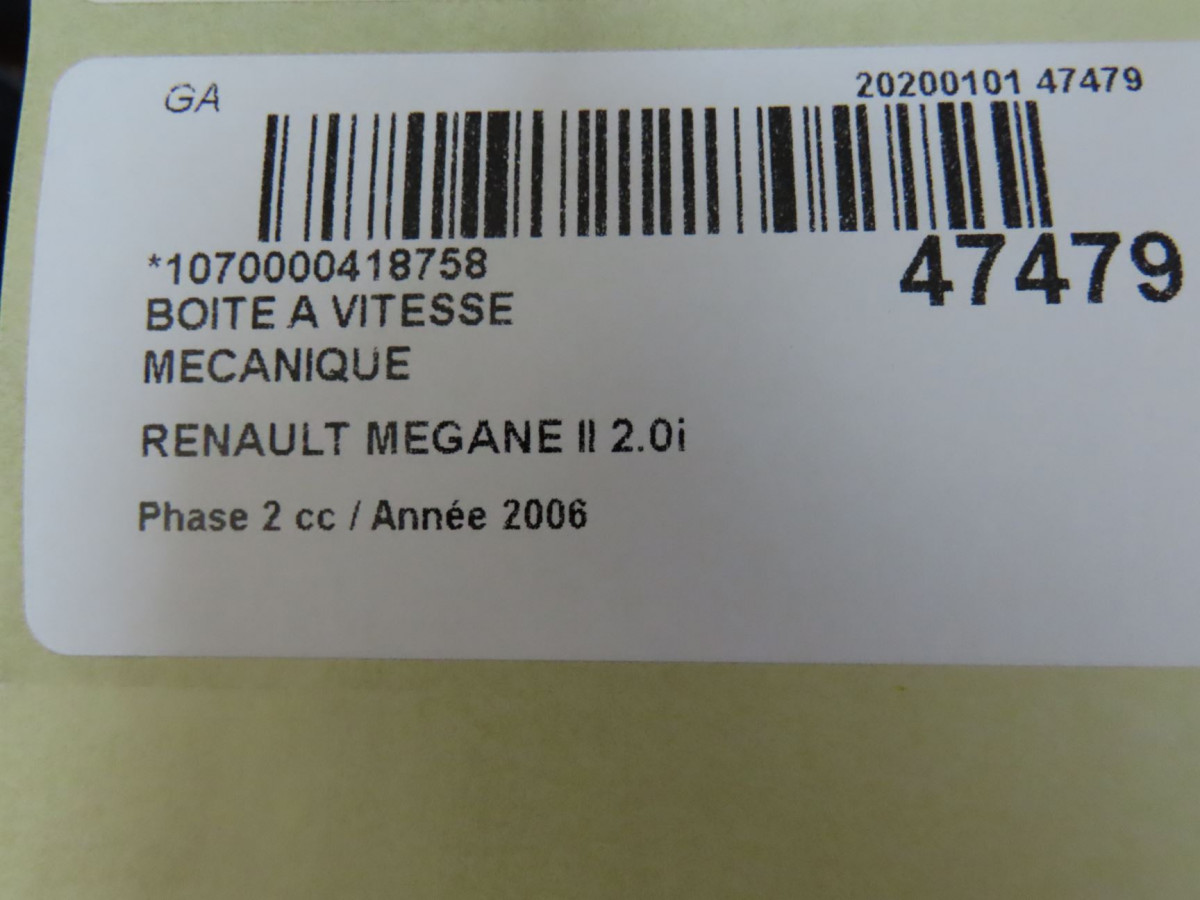 GA
20200101 47479
*1070000418758
47479
BOITE A VITESSE
MECANIQUE
RENAULT MEGANE II 2.0i
Phase 2 cc / Année 2006